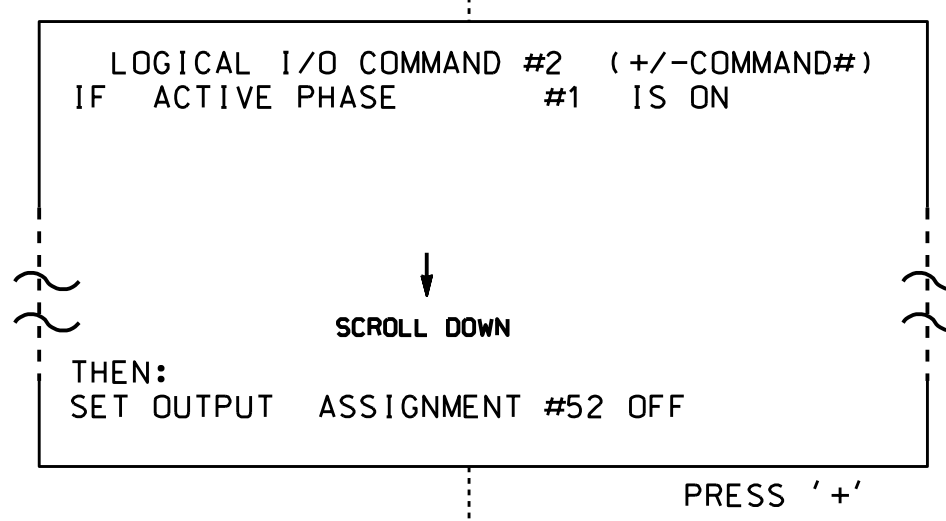 LOGICAL I/O COMMAND #2 (+/-COMMAND#)
IF ACTIVE PHASE #1 IS ON
SCROLL DOWN
THEN:
SET OUTPUT ASSIGNMENT #52 OFF
PRESS '+'